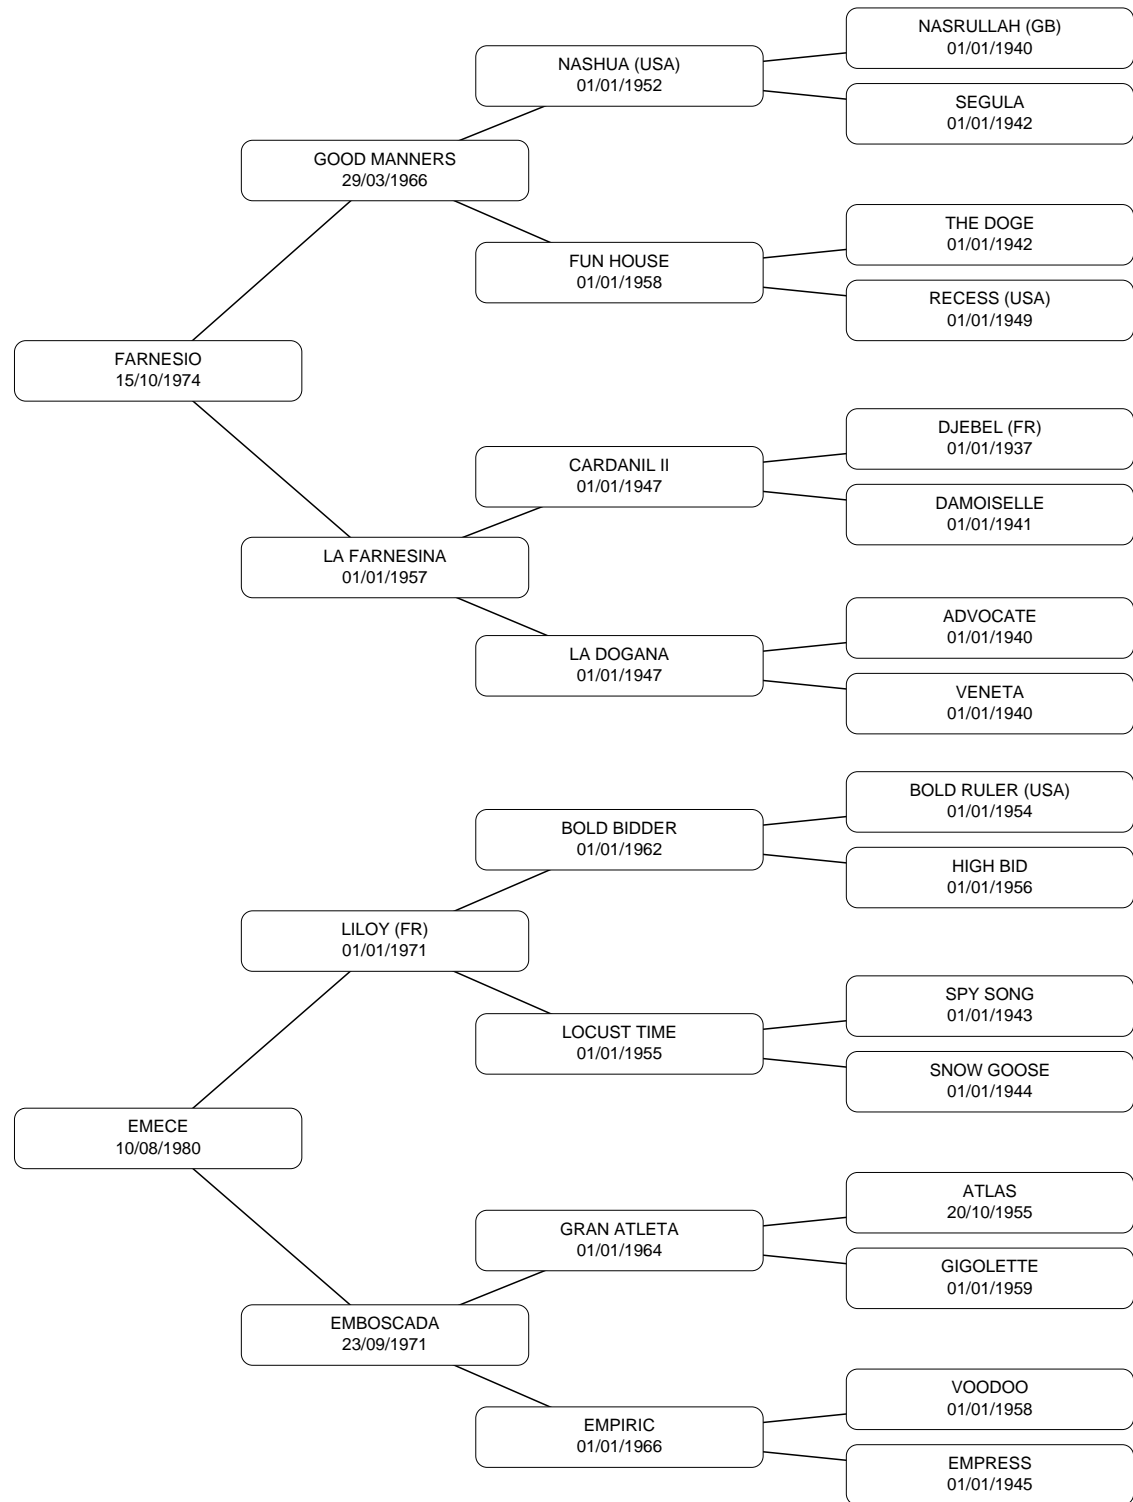 NASRULLAH (GB)
01/01/1940
NASHUA (USA)
01/01/1952
SEGULA
01/01/1942
GOOD MANNERS
29/03/1966
THE DOGE
01/01/1942
FUN HOUSE
01/01/1958
RECESS (USA)
01/01/1949
FARNESIO
15/10/1974
DJEBEL (FR)
01/01/1937
CARDANIL II
01/01/1947
DAMOISELLE
01/01/1941
LA FARNESINA
01/01/1957
ADVOCATE
01/01/1940
LA DOGANA
01/01/1947
VENETA
01/01/1940
BOLD RULER (USA)
01/01/1954
BOLD BIDDER
01/01/1962
HIGH BID
01/01/1956
LILOY (FR)
01/01/1971
SPY SONG
01/01/1943
LOCUST TIME
01/01/1955
SNOW GOOSE
01/01/1944
EMECE
10/08/1980
ATLAS
20/10/1955
GRAN ATLETA
01/01/1964
GIGOLETTE
01/01/1959
EMBOSCADA
23/09/1971
VOODOO
01/01/1958
EMPIRIC
01/01/1966
EMPRESS
01/01/1945